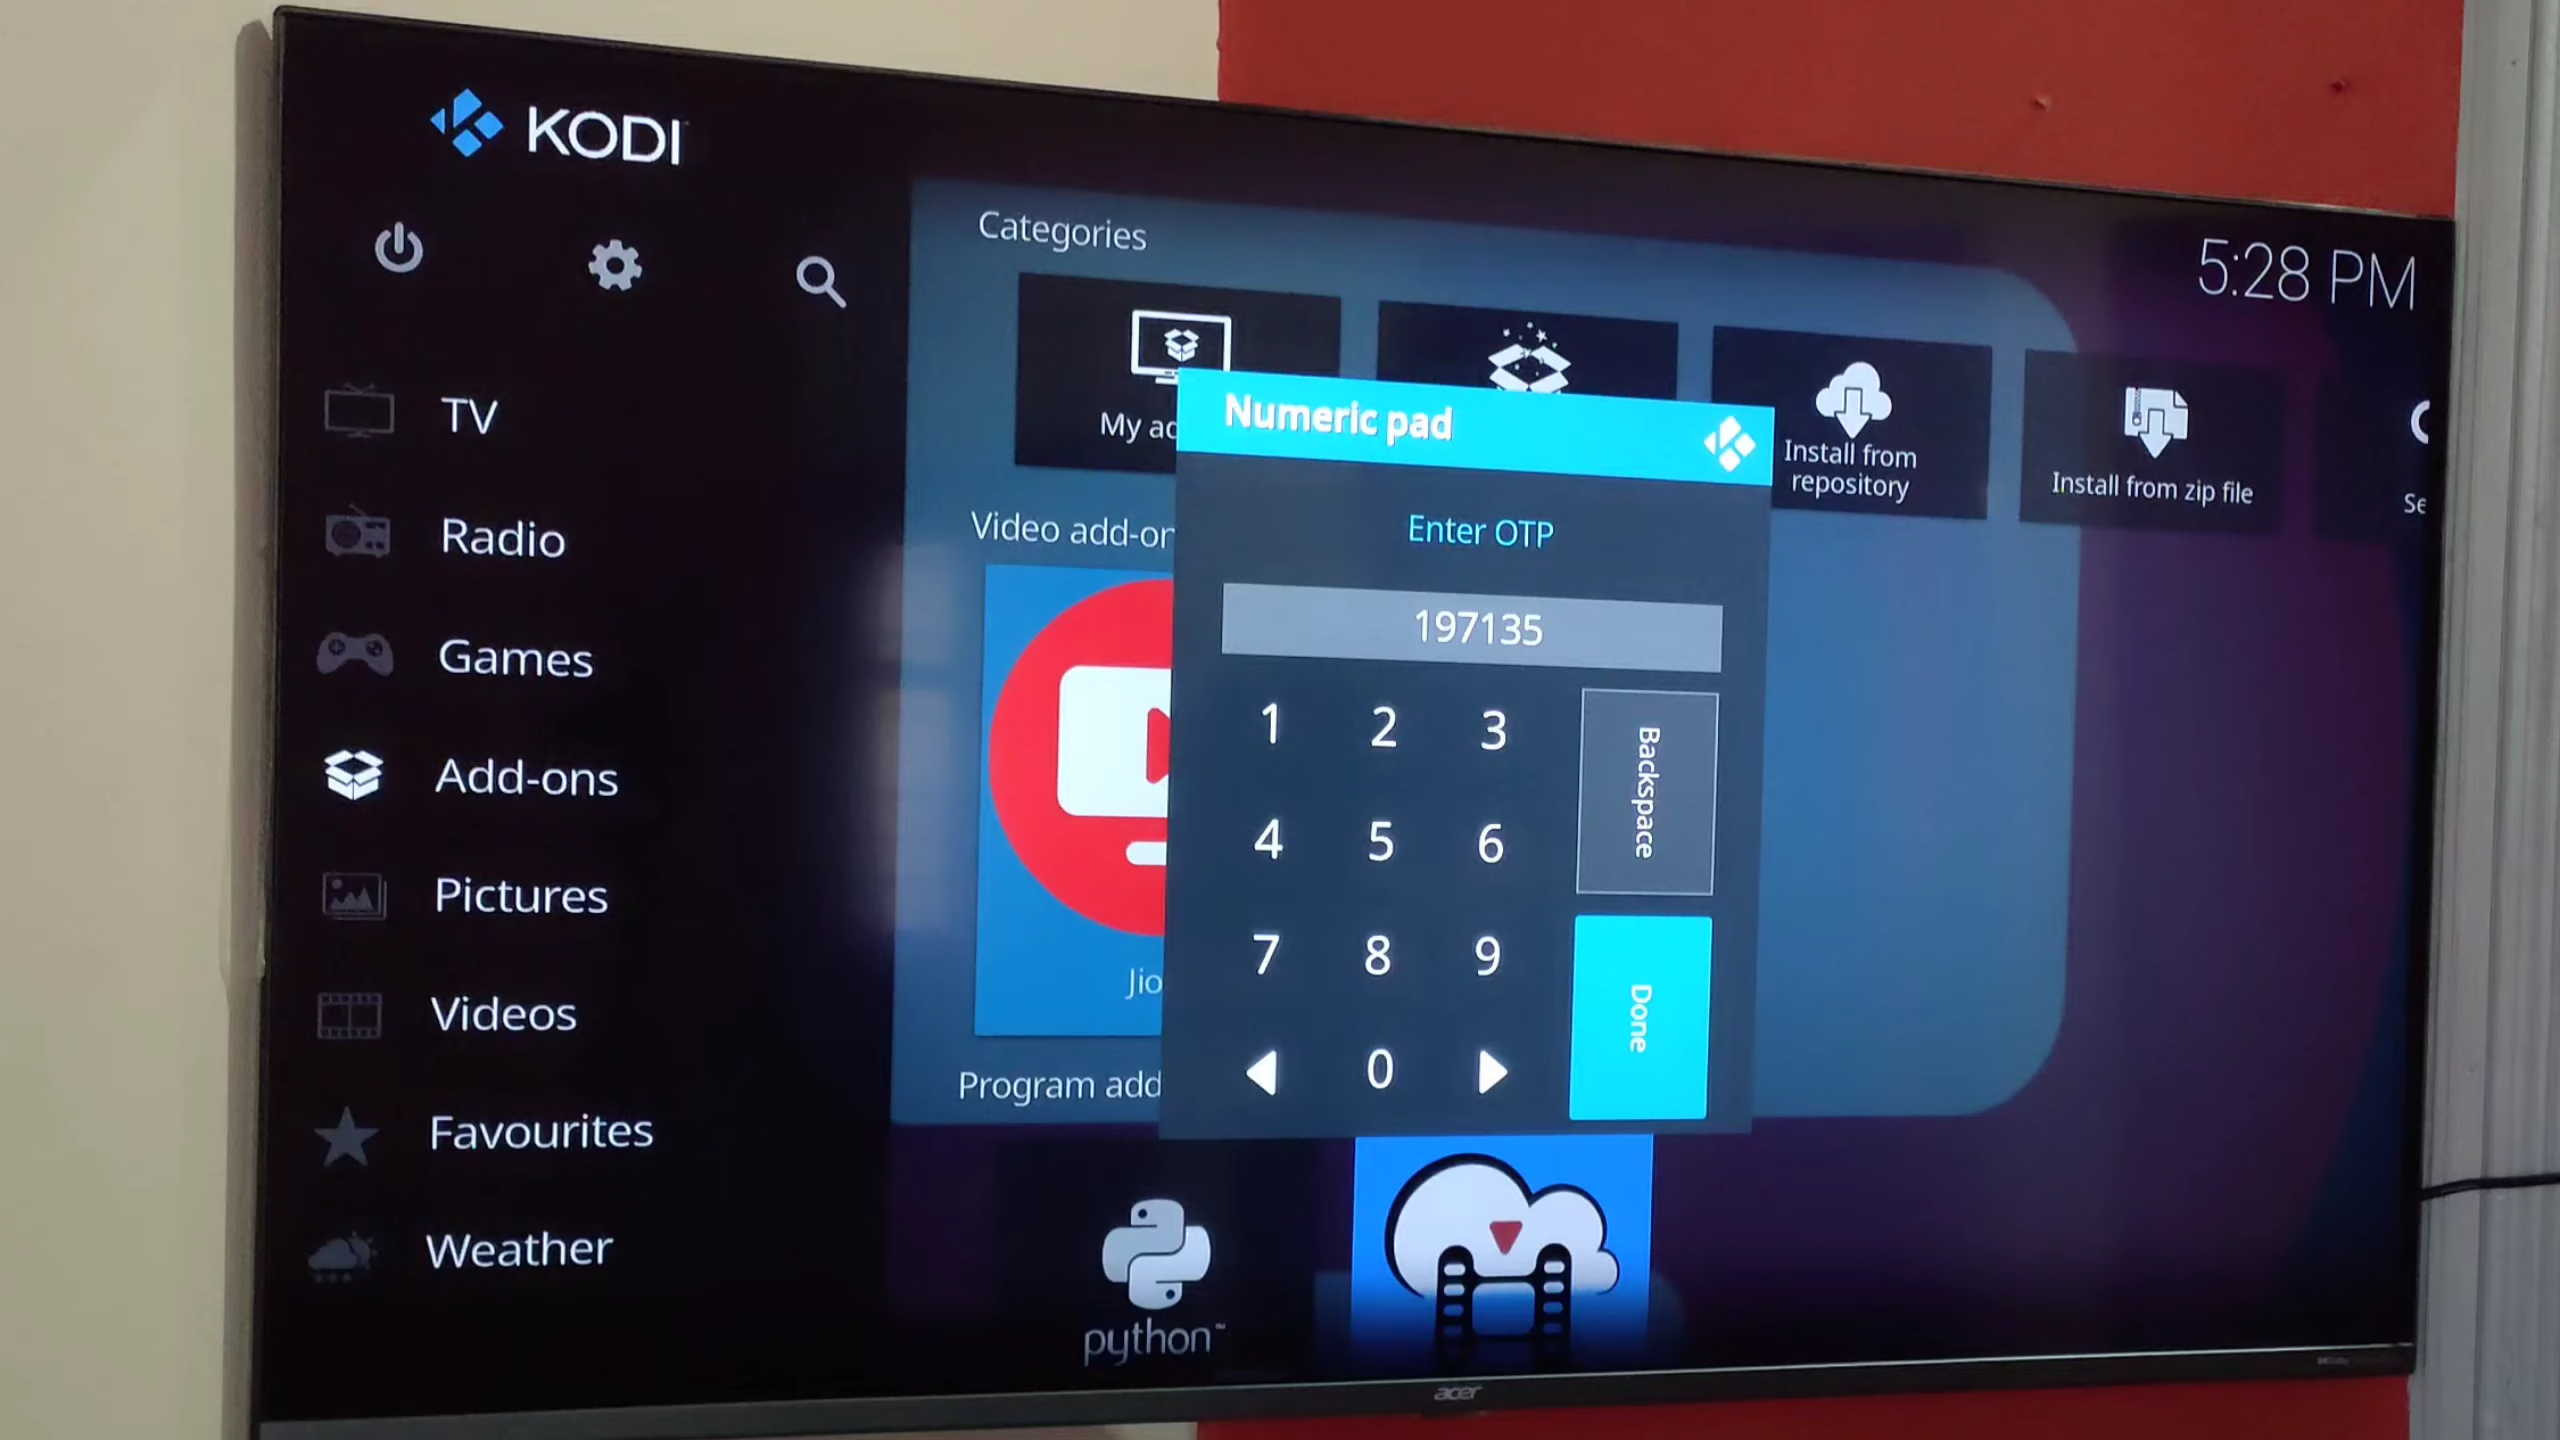 KODI
5:28 PM
TV
Radio
Games
Add-ons
Pictures
Videos
Favourites
Weather
Categories
My ad
Install from
repository
Install from zip file
Se
Video add-on
Jio
Program add
python
Numeric pad
Enter OTP
197135
1 2 3
Backspace
4 5 6
7 8 9
Done
0
acer